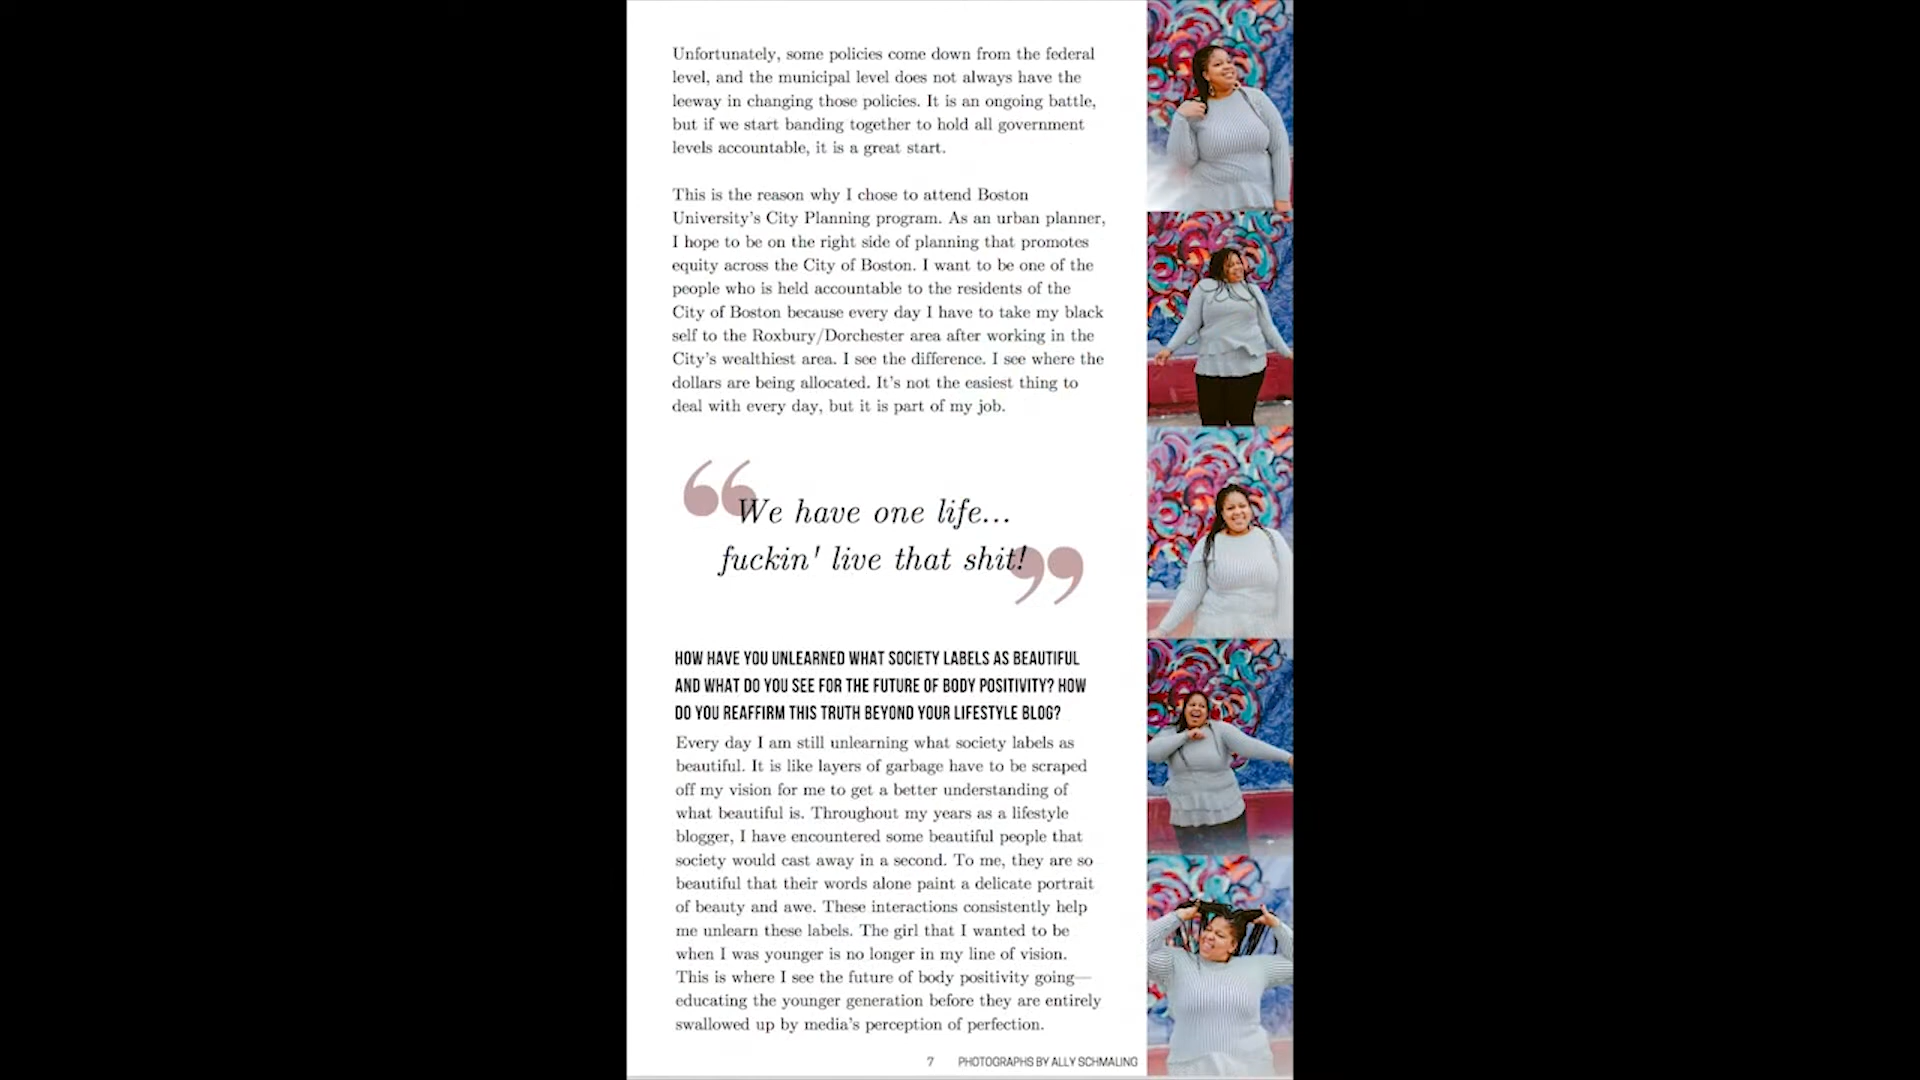 Unfortunately, some policies come down from the federal
level, and the municipal level does not always have the
leeway in changing those policies. It is an ongoing battle,
but if we start banding together to hold all government
levels accountable, it is a great start.
This is the reason why I chose to attend Boston
University's City Planning program. As an urban planner,
I hope to be on the right side of planning that promotes
equity across the City of Boston. I want to be one of the
people who is held accountable to the residents of the
City of Boston because every day I have to take my black
self to the Roxbury/Dorchester area after working in the
City's wealthiest area. I see the difference. I see where the
dollars are being allocated. It's not the easiest thing to
deal with every day, but it is part of my job.
“We have one life...
fuckin' live that shit!”
HOW HAVE YOU UNLEARNED WHAT SOCIETY LABELS AS BEAUTIFUL
AND WHAT DO YOU SEE FOR THE FUTURE OF BODY POSITIVITY? HOW
DO YOU REAFFIRM THIS TRUTH BEYOND YOUR LIFESTYLE BLOG?
Every day I am still unlearning what society labels as
beautiful. It is like layers of garbage have to be scraped
off my vision for me to get a better understanding of
what beautiful is. Throughout my years as a lifestyle
blogger, I have encountered some beautiful people that
society would cast away in a second. To me, they are so
beautiful that their words alone paint a delicate portrait
of beauty and awe. These interactions consistently help
me unlearn these labels. The girl that I wanted to be
when I was younger is no longer in my line of vision.
This is where I see the future of body positivity going—
educating the younger generation before they are entirely
swallowed up by media's perception of perfection.
7 PHOTOGRAPHS BY ALLY SCHMALING